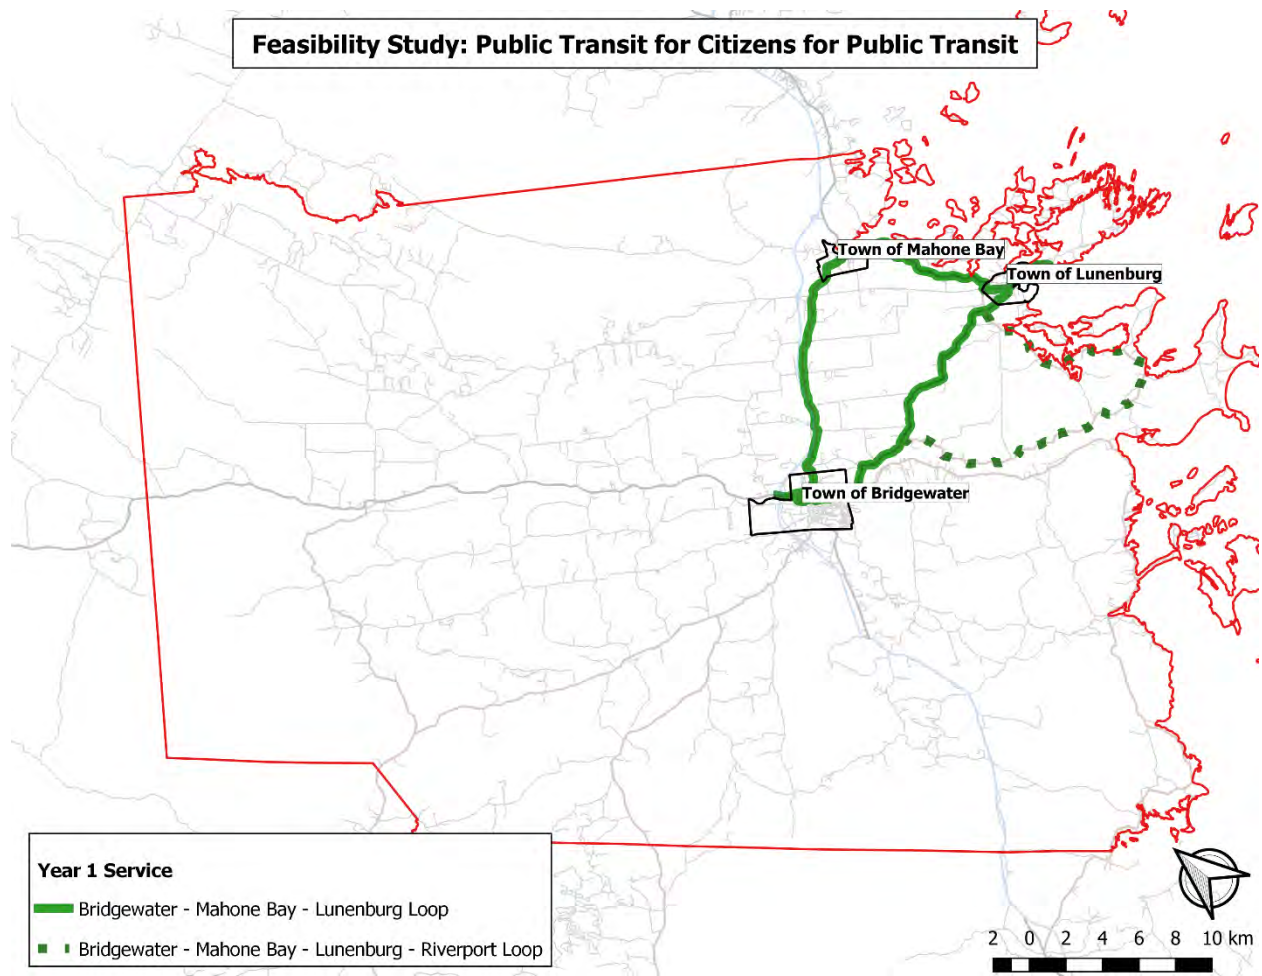 Feasibility Study: Public Transit for Citizens for Public Transit
Town of Mahone Bay
Town of Lunenburg
Town of Bridgewater
Year 1 Service
Bridgewater - Mahone Bay - Lunenburg Loop
Bridgewater - Mahone Bay - Lunenburg - Riverport Loop
2 0 2 4 6 8 10 km